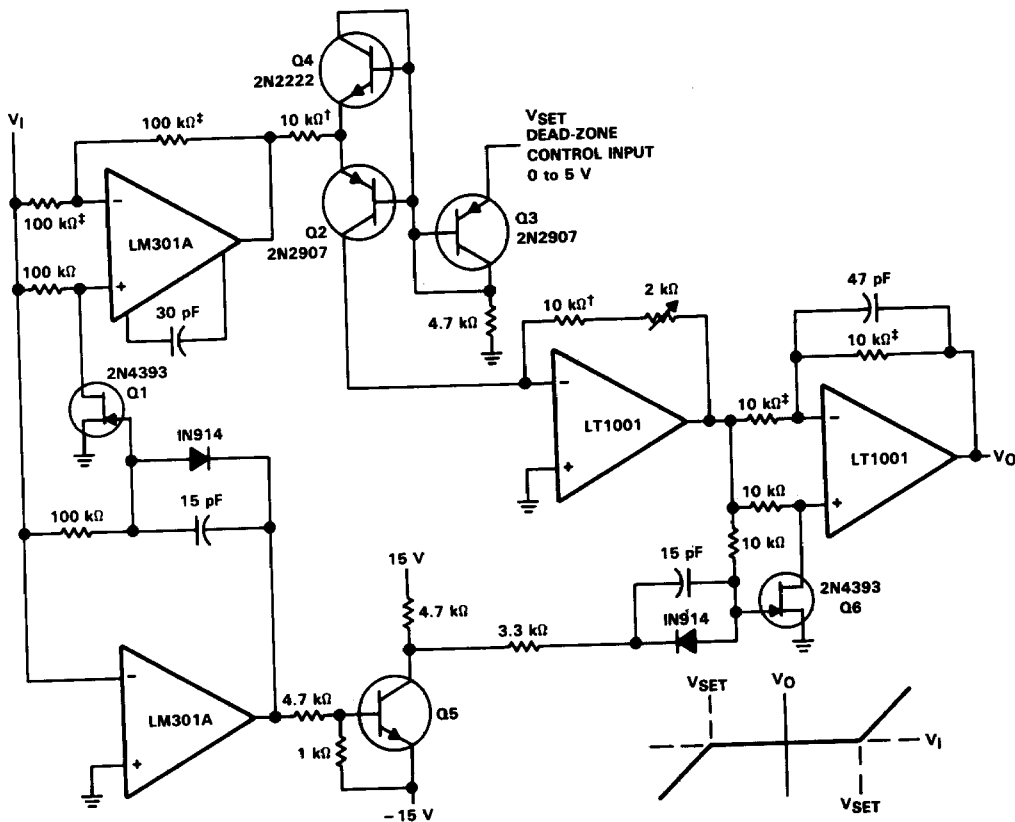 Q4
2N2222
VI
100 kΩ‡
10 kΩ†
VSET
DEAD-ZONE
CONTROL INPUT
0 to 5 V
100 kΩ‡
−
LM301A
Q2
2N2907
Q3
2N2907
100 kΩ
+
30 pF
4.7 kΩ
10 kΩ†
2 kΩ
47 pF
10 kΩ‡
2N4393
Q1
IN914
−
LT1001
+
10 kΩ‡
−
LT1001
+
VO
15 pF
100 kΩ
10 kΩ
10 kΩ
15 V
15 pF
2N4393
Q6
4.7 kΩ
IN914
3.3 kΩ
−
LM301A
+
4.7 kΩ
Q5
1 kΩ
−15 V
VSET
VO
VI
VSET